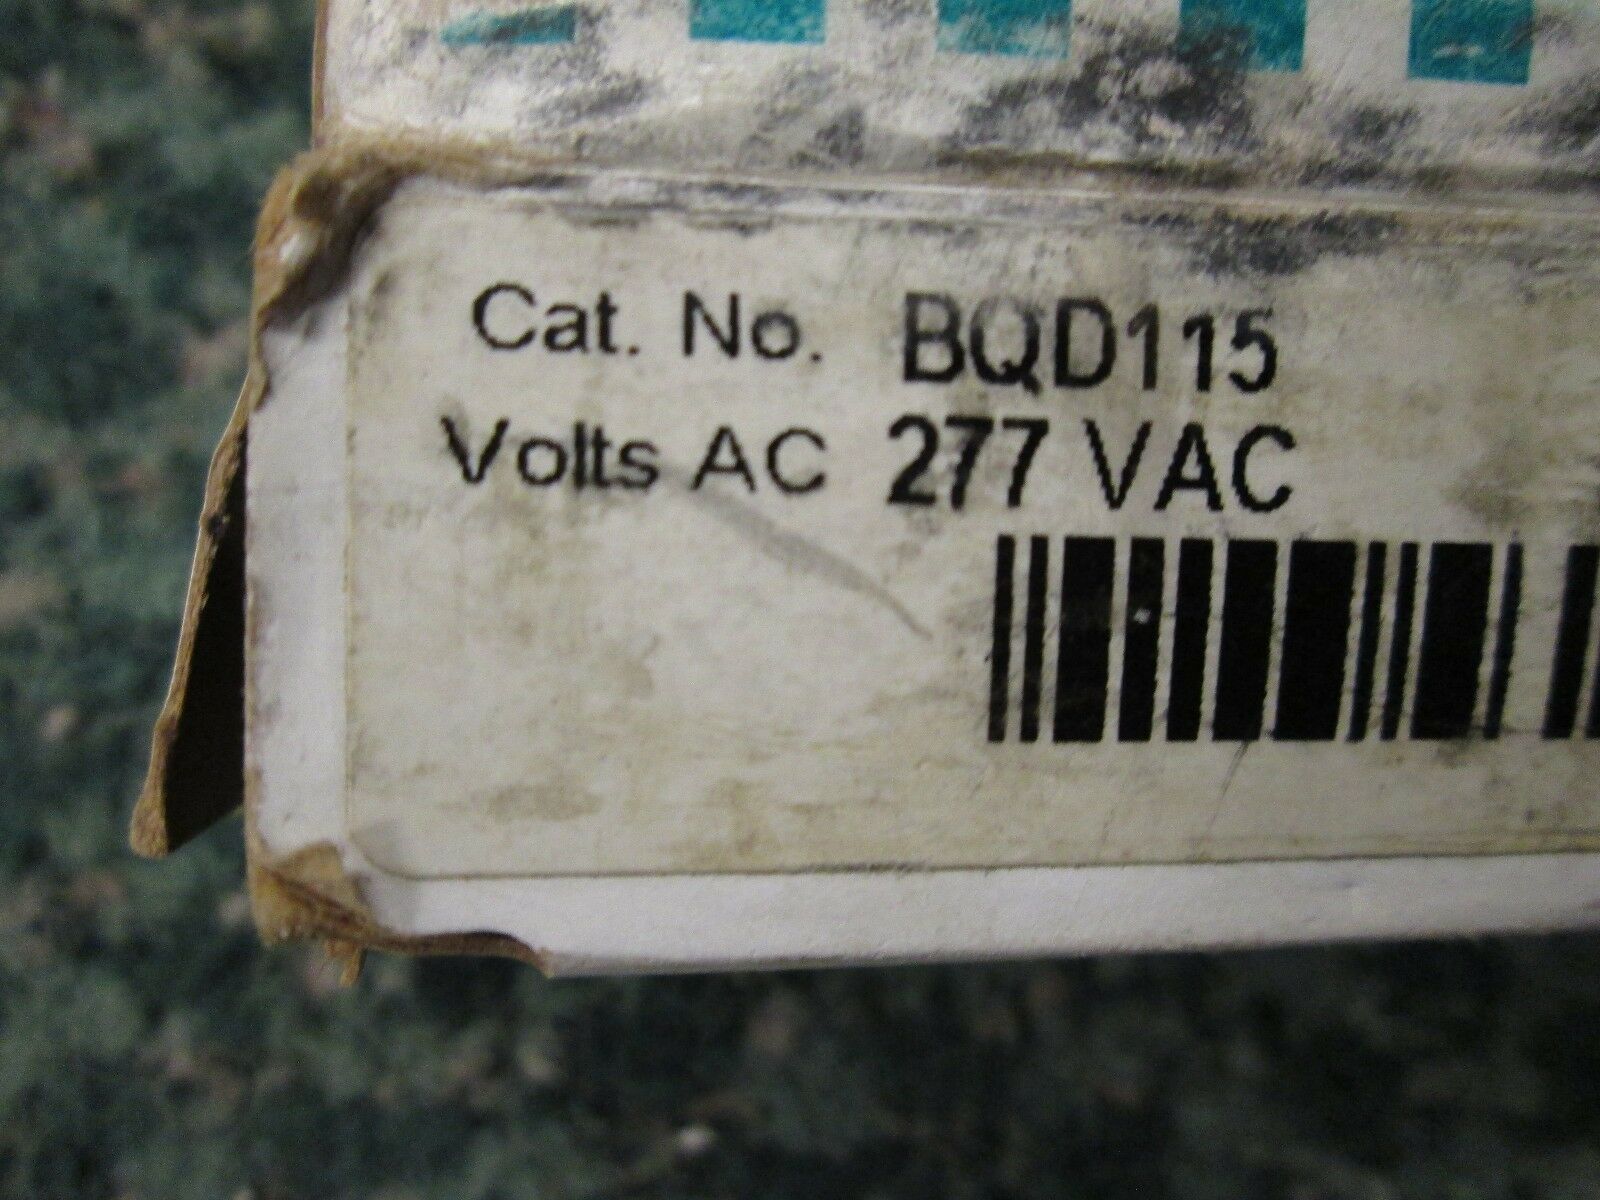 Cat. No. BQD115
Volts AC 277 VAC